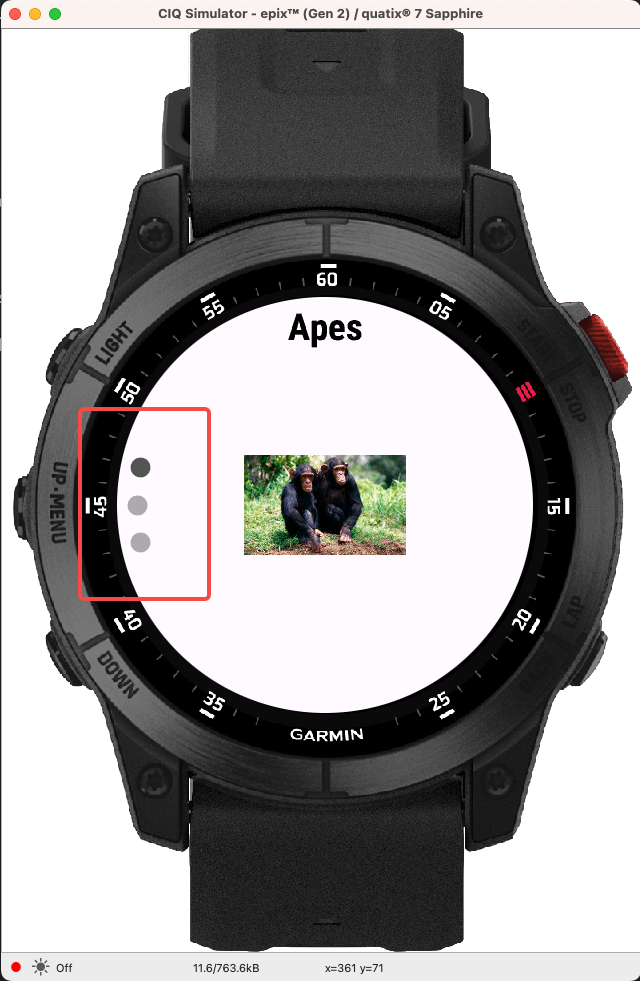 CIQ Simulator - epix™ (Gen 2) / quatix® 7 Sapphire
60
55
05
LIGHT
START
STOP
50
Apes
UP·MENU
45
15
40
20
LAP
DOWN
35
25
GARMIN
Off
11.6/763.6kB
x=361 y=71